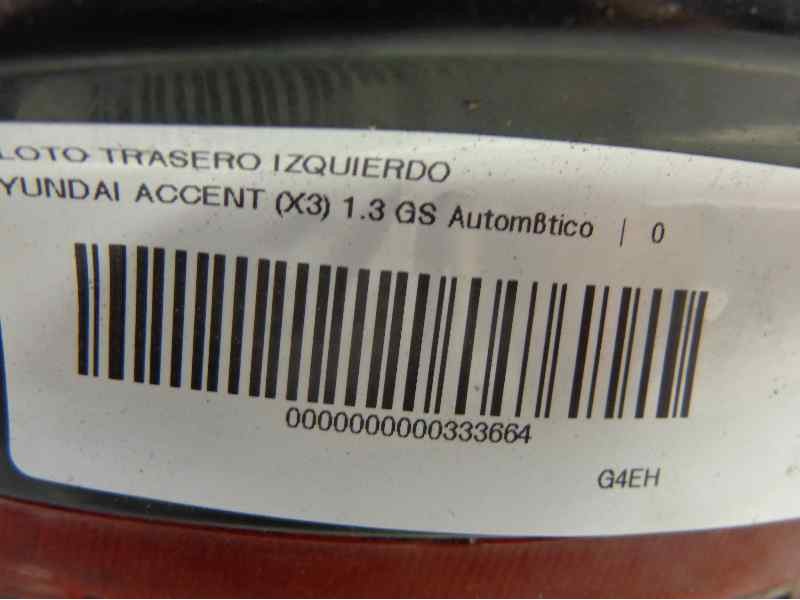 LOTO TRASERO IZQUIERDO
YUNDAI ACCENT (X3) 1.3 GS Automßtico | 0
0000000000333664
G4EH